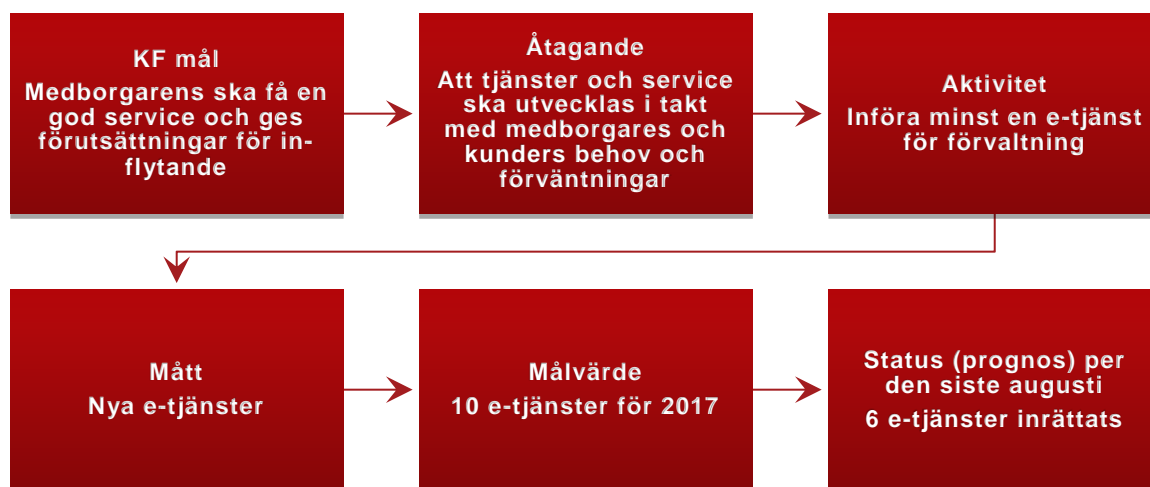 KF mål
Medborgarens ska få en
god service och ges
förutsättningar för in-
flytande
Åtagande
Att tjänster och service
ska utvecklas i takt
med medborgares och
kunders behov och
förväntningar
Aktivitet
Införa minst en e-tjänst
för förvaltning
Mått
Nya e-tjänster
Målvärde
10 e-tjänster för 2017
Status (prognos) per
den siste augusti
6 e-tjänster inrättats